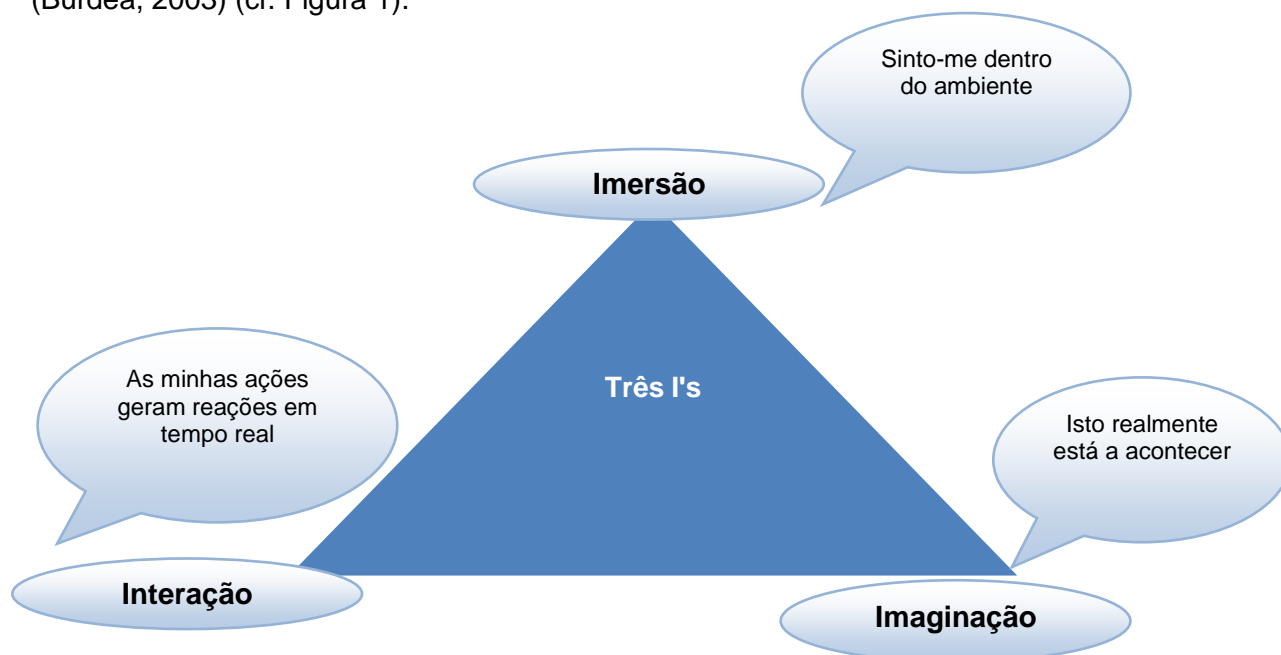 (Burdea, 2003) (cf. Figura 1).
Sinto-me dentro
do ambiente
Imersão
Três I's
As minhas ações
geram reações em
tempo real
Isto realmente
está a acontecer
Interação
Imaginação